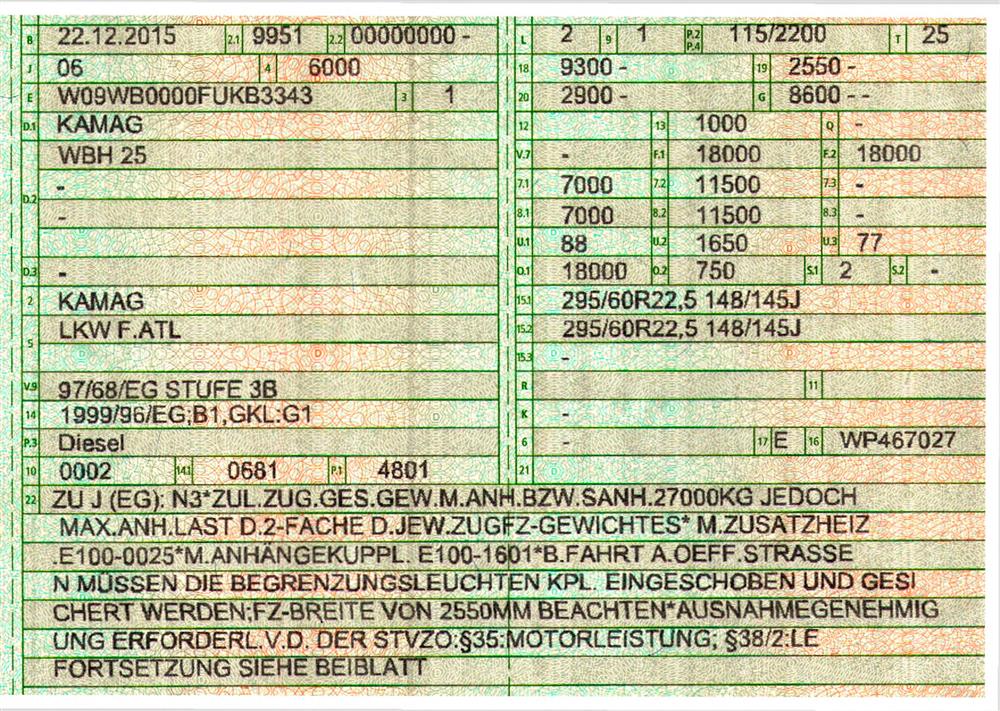 B 22.12.2015 2.1 9951 2.2 00000000 -
J 06 4 6000
E W09WB0000FUKB3343 3 1
D.1 KAMAG
WBH 25
D.2 -
-
D.3 -
2 KAMAG
5 LKW F.ATL
V.9 97/68/EG STUFE 3B
14 1999/96/EG;B1,GKL:G1
P.3 Diesel
10 0002 14.1 0681 P.1 4801
L 2 9 1 P.2 P.4 115/2200 T 25
18 9300 - 19 2550 -
20 2900 - G 8600 - -
12 13 1000 Q -
V.7 - F.1 18000 F.2 18000
7.1 7000 7.2 11500 7.3 -
8.1 7000 8.2 11500 8.3 -
U.1 88 U.2 1650 U.3 77
O.1 18000 O.2 750 S.1 2 S.2 -
15.1 295/60R22,5 148/145J
15.2 295/60R22,5 148/145J
15.3 -
R 11
K -
6 - 17 E 16 WP467027
21
22 ZU J (EG): N3*ZUL.ZUG.GES.GEW.M.ANH.BZW.SANH.27000KG JEDOCH
MAX.ANH.LAST D.2-FACHE D.JEW.ZUGFZ-GEWICHTES* M.ZUSATZHEIZ
.E100-0025*M.ANHÄNGEKUPPL. E100-1601*B.FAHRT A.OEFF.STRASSE
N MÜSSEN DIE BEGRENZUNGSLEUCHTEN KPL. EINGESCHOBEN UND GESI
CHERT WERDEN;FZ-BREITE VON 2550MM BEACHTEN*AUSNAHMEGENEHMIG
UNG ERFORDERL.V.D. DER STVZO:§35:MOTORLEISTUNG; §38/2:LE
FORTSETZUNG SIEHE BEIBLATT